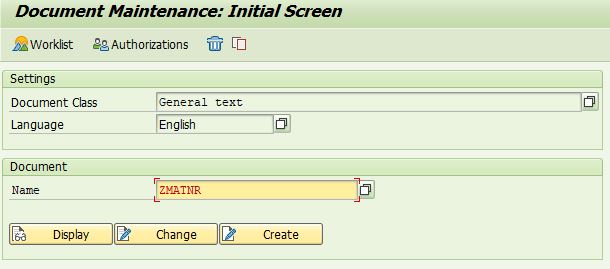 Document Maintenance: Initial Screen
Worklist Authorizations
Settings
Document Class General text
Language English
Document
Name ZMATNR
Display Change Create